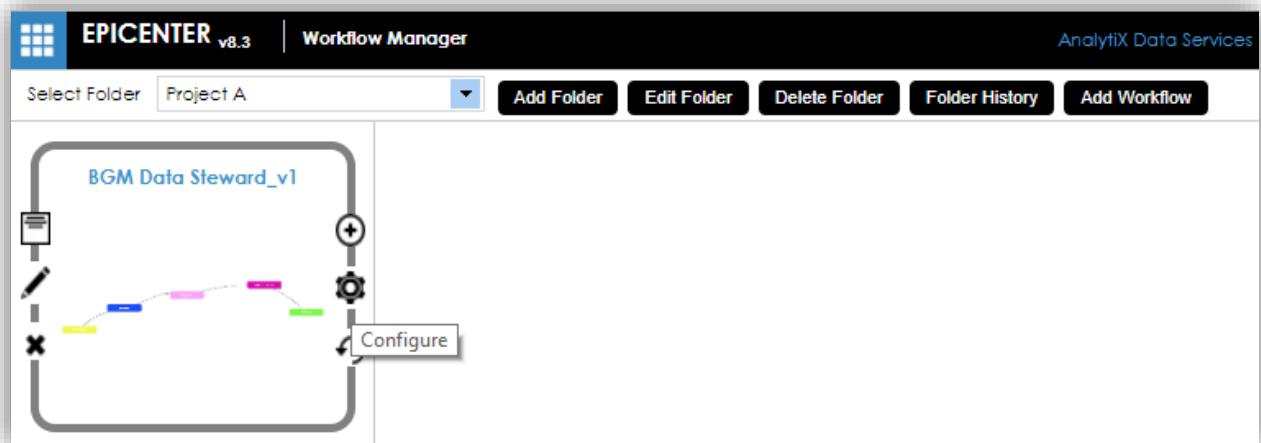 EPICENTER v8.3 Workflow Manager AnalytiX Data Services
Select Folder Project A Add Folder Edit Folder Delete Folder Folder History Add Workflow
BGM Data Steward_v1
Configure